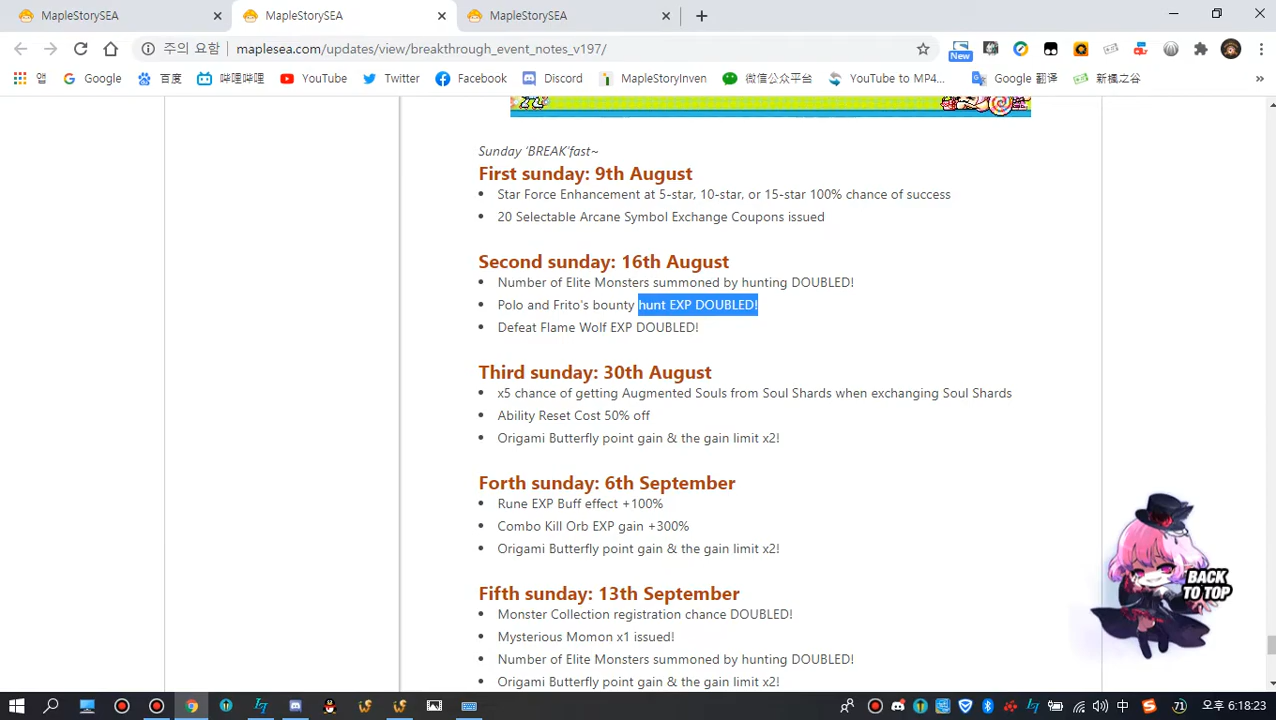 MapleStorySEA
MapleStorySEA
MapleStorySEA
주의 요함 maplesea.com/updates/view/breakthrough_event_notes_v197/
New
앱 Google 百度 哔哩哔哩 YouTube Twitter Facebook Discord MapleStoryInven 微信公众平台 YouTube to MP4... Google 翻译 新楓之谷 »
Sunday ‘BREAK’fast~
First sunday: 9th August
Star Force Enhancement at 5-star, 10-star, or 15-star 100% chance of success
20 Selectable Arcane Symbol Exchange Coupons issued
Second sunday: 16th August
Number of Elite Monsters summoned by hunting DOUBLED!
Polo and Frito's bounty hunt EXP DOUBLED!
Defeat Flame Wolf EXP DOUBLED!
Third sunday: 30th August
x5 chance of getting Augmented Souls from Soul Shards when exchanging Soul Shards
Ability Reset Cost 50% off
Origami Butterfly point gain & the gain limit x2!
Forth sunday: 6th September
Rune EXP Buff effect +100%
Combo Kill Orb EXP gain +300%
Origami Butterfly point gain & the gain limit x2!
BACK
TO TOP
Fifth sunday: 13th September
Monster Collection registration chance DOUBLED!
Mysterious Momon x1 issued!
Number of Elite Monsters summoned by hunting DOUBLED!
Origami Butterfly point gain & the gain limit x2!
中 오후 6:18:23